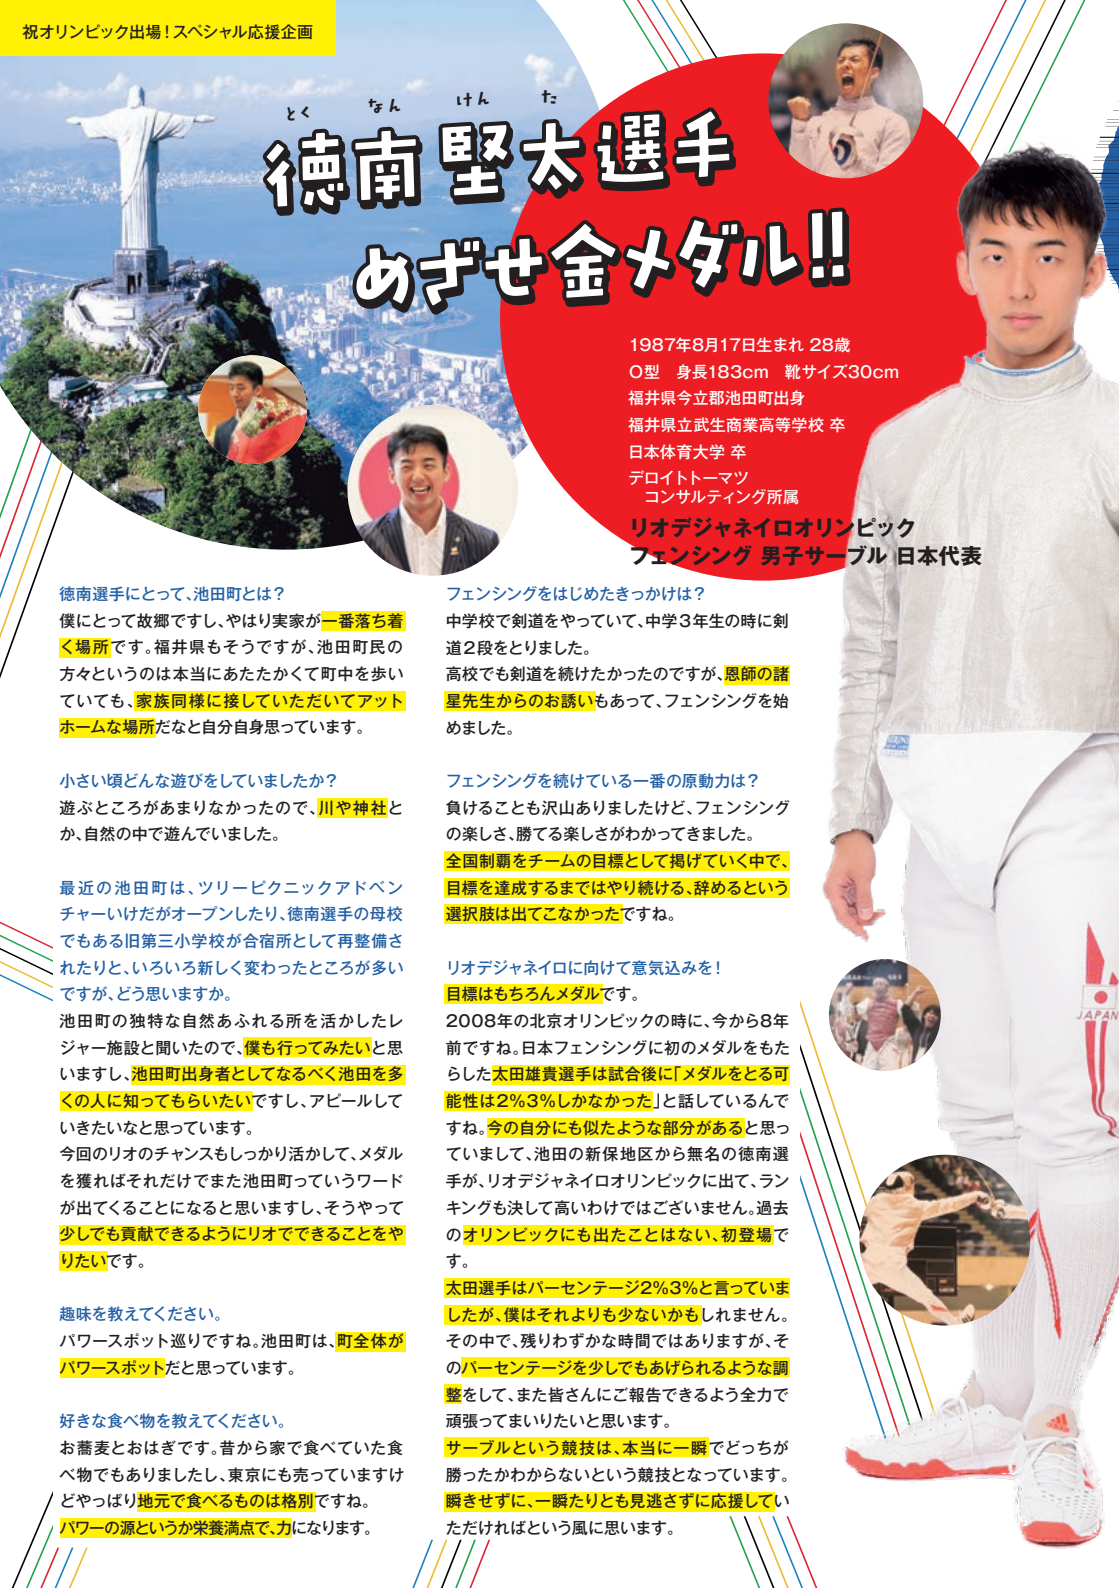 祝オリンピック出場！スペシャル応援企画
とく なん けん た
徳南堅太選手
めざせ金メダル!!
1987年8月17日生まれ 28歳
O型　身長183cm　靴サイズ30cm
福井県今立郡池田町出身
福井県立武生商業高等学校 卒
日本体育大学 卒
デロイトトーマツ
コンサルティング所属
リオデジャネイロオリンピック
フェンシング 男子サーブル 日本代表
徳南選手にとって、池田町とは？
僕にとって故郷ですし、やはり実家が一番落ち着
く場所です。福井県もそうですが、池田町民の
方々というのは本当にあたたかくて町中を歩い
ていても、家族同様に接していただいてアット
ホームな場所だなと自分自身思っています。
小さい頃どんな遊びをしていましたか？
遊ぶところがあまりなかったので、川や神社と
か、自然の中で遊んでいました。
最近の池田町は、ツリーピクニックアドベン
チャーいけだがオープンしたり、徳南選手の母校
でもある旧第三小学校が合宿所として再整備さ
れたりと、いろいろ新しく変わったところが多い
ですが、どう思いますか。
池田町の独特な自然あふれる所を活かしたレ
ジャー施設と聞いたので、僕も行ってみたいと思
いますし、池田町出身者としてなるべく池田を多
くの人に知ってもらいたいですし、アピールして
いきたいなと思っています。
今回のリオのチャンスもしっかり活かして、メダル
を獲ればそれだけでまた池田町っていうワード
が出てくることになると思いますし、そうやって
少しでも貢献できるようにリオでできることをや
りたいです。
趣味を教えてください。
パワースポット巡りですね。池田町は、町全体が
パワースポットだと思っています。
好きな食べ物を教えてください。
お蕎麦とおはぎです。昔から家で食べていた食
べ物でもありましたし、東京にも売っていますけ
どやっぱり地元で食べるものは格別ですね。
パワーの源というか栄養満点で、力になります。
フェンシングをはじめたきっかけは？
中学校で剣道をやっていて、中学３年生の時に剣
道２段をとりました。
高校でも剣道を続けたかったのですが、恩師の諸
星先生からのお誘いもあって、フェンシングを始
めました。
フェンシングを続けている一番の原動力は？
負けることも沢山ありましたけど、フェンシング
の楽しさ、勝てる楽しさがわかってきました。
全国制覇をチームの目標として掲げていく中で、
目標を達成するまではやり続ける、辞めるという
選択肢は出てこなかったですね。
リオデジャネイロに向けて意気込みを！
目標はもちろんメダルです。
2008年の北京オリンピックの時に、今から8年
前ですね。日本フェンシングに初のメダルをもた
らした太田雄貴選手は試合後に「メダルをとる可
能性は2%3%しかなかった」と話しているんで
すね。今の自分にも似たような部分があると思っ
ていまして、池田の新保地区から無名の徳南選
手が、リオデジャネイロオリンピックに出て、ラン
キングも決して高いわけではございません。過去
のオリンピックにも出たことはない、初登場で
す。
太田選手はパーセンテージ2%3%と言っていま
したが、僕はそれよりも少ないかもしれません。
その中で、残りわずかな時間ではありますが、そ
のパーセンテージを少しでもあげられるような調
整をして、また皆さんにご報告できるよう全力で
頑張ってまいりたいと思います。
サーブルという競技は、本当に一瞬でどっちが
勝ったかわからないという競技となっています。
瞬きせずに、一瞬たりとも見逃さずに応援してい
ただければという風に思います。
JAPAN